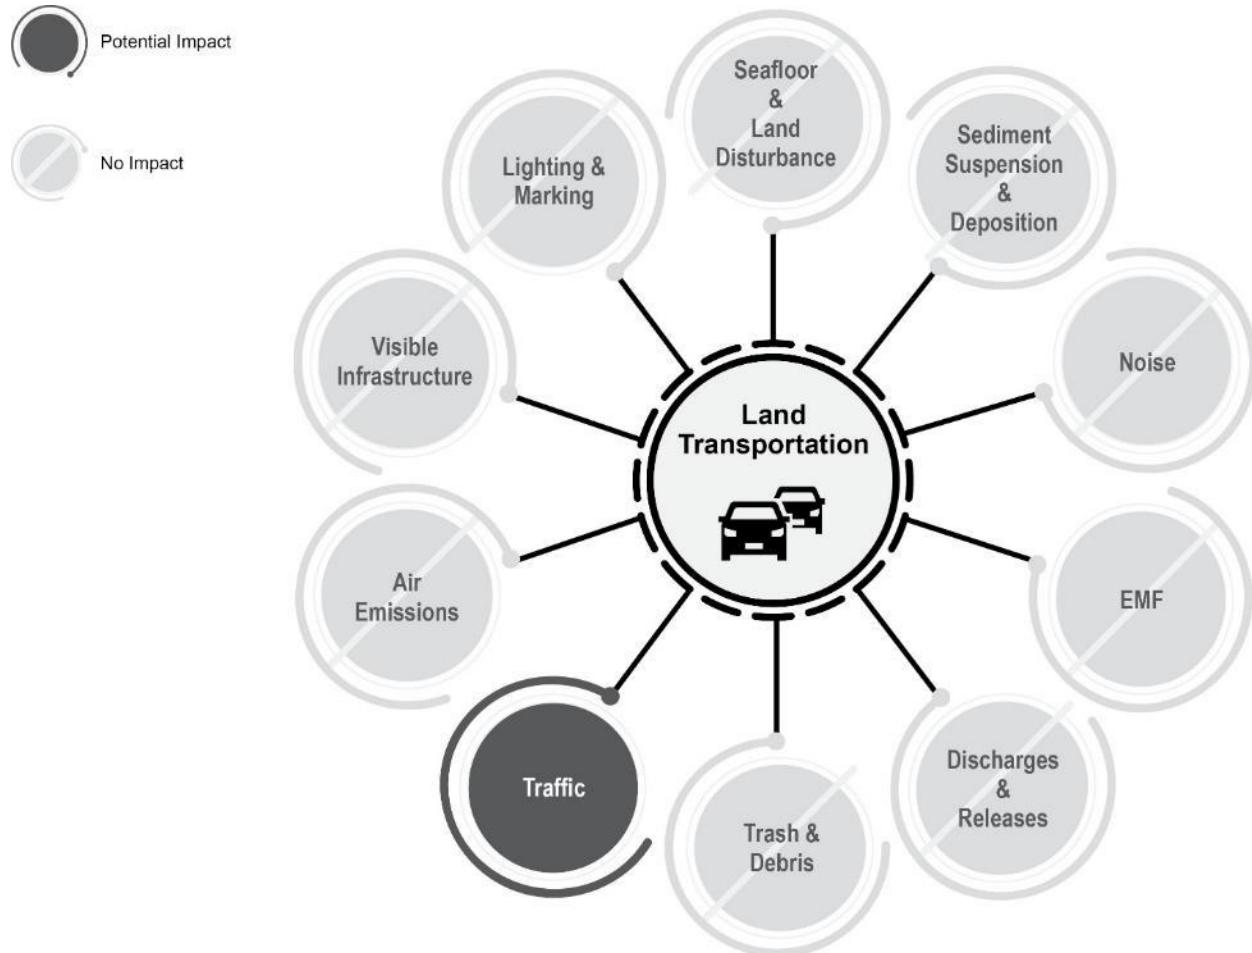 Potential Impact
No Impact
Seafloor
&
Land
Disturbance
Sediment
Suspension
&
Deposition
Noise
EMF
Discharges
&
Releases
Trash &
Debris
Traffic
Air
Emissions
Visible
Infrastructure
Lighting &
Marking
Land
Transportation